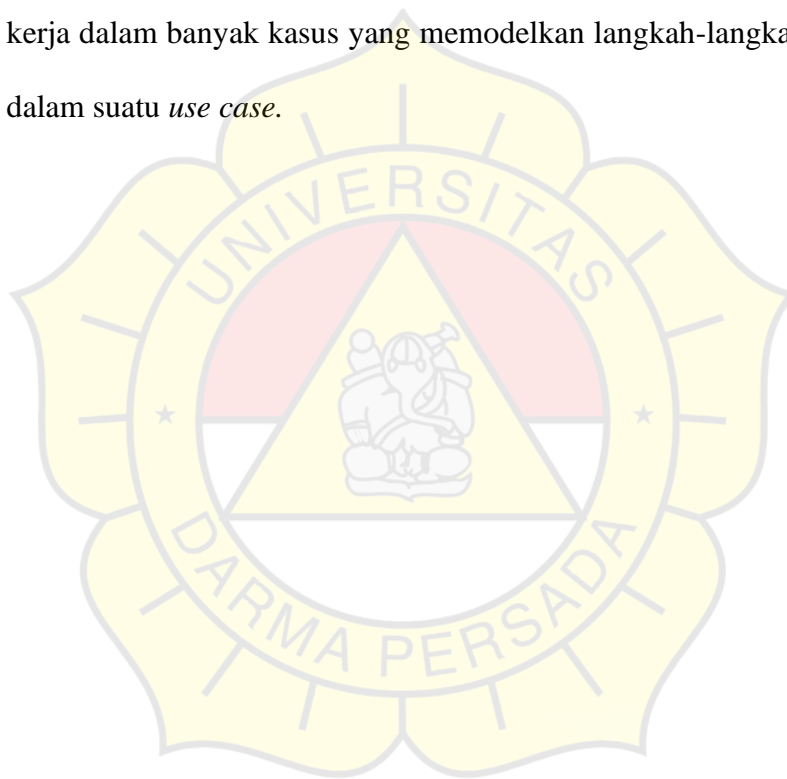 kerja dalam banyak kasus yang memodelkan langkah-langka
dalam suatu use case.
UNIVERSITAS
DARMA PERSADA